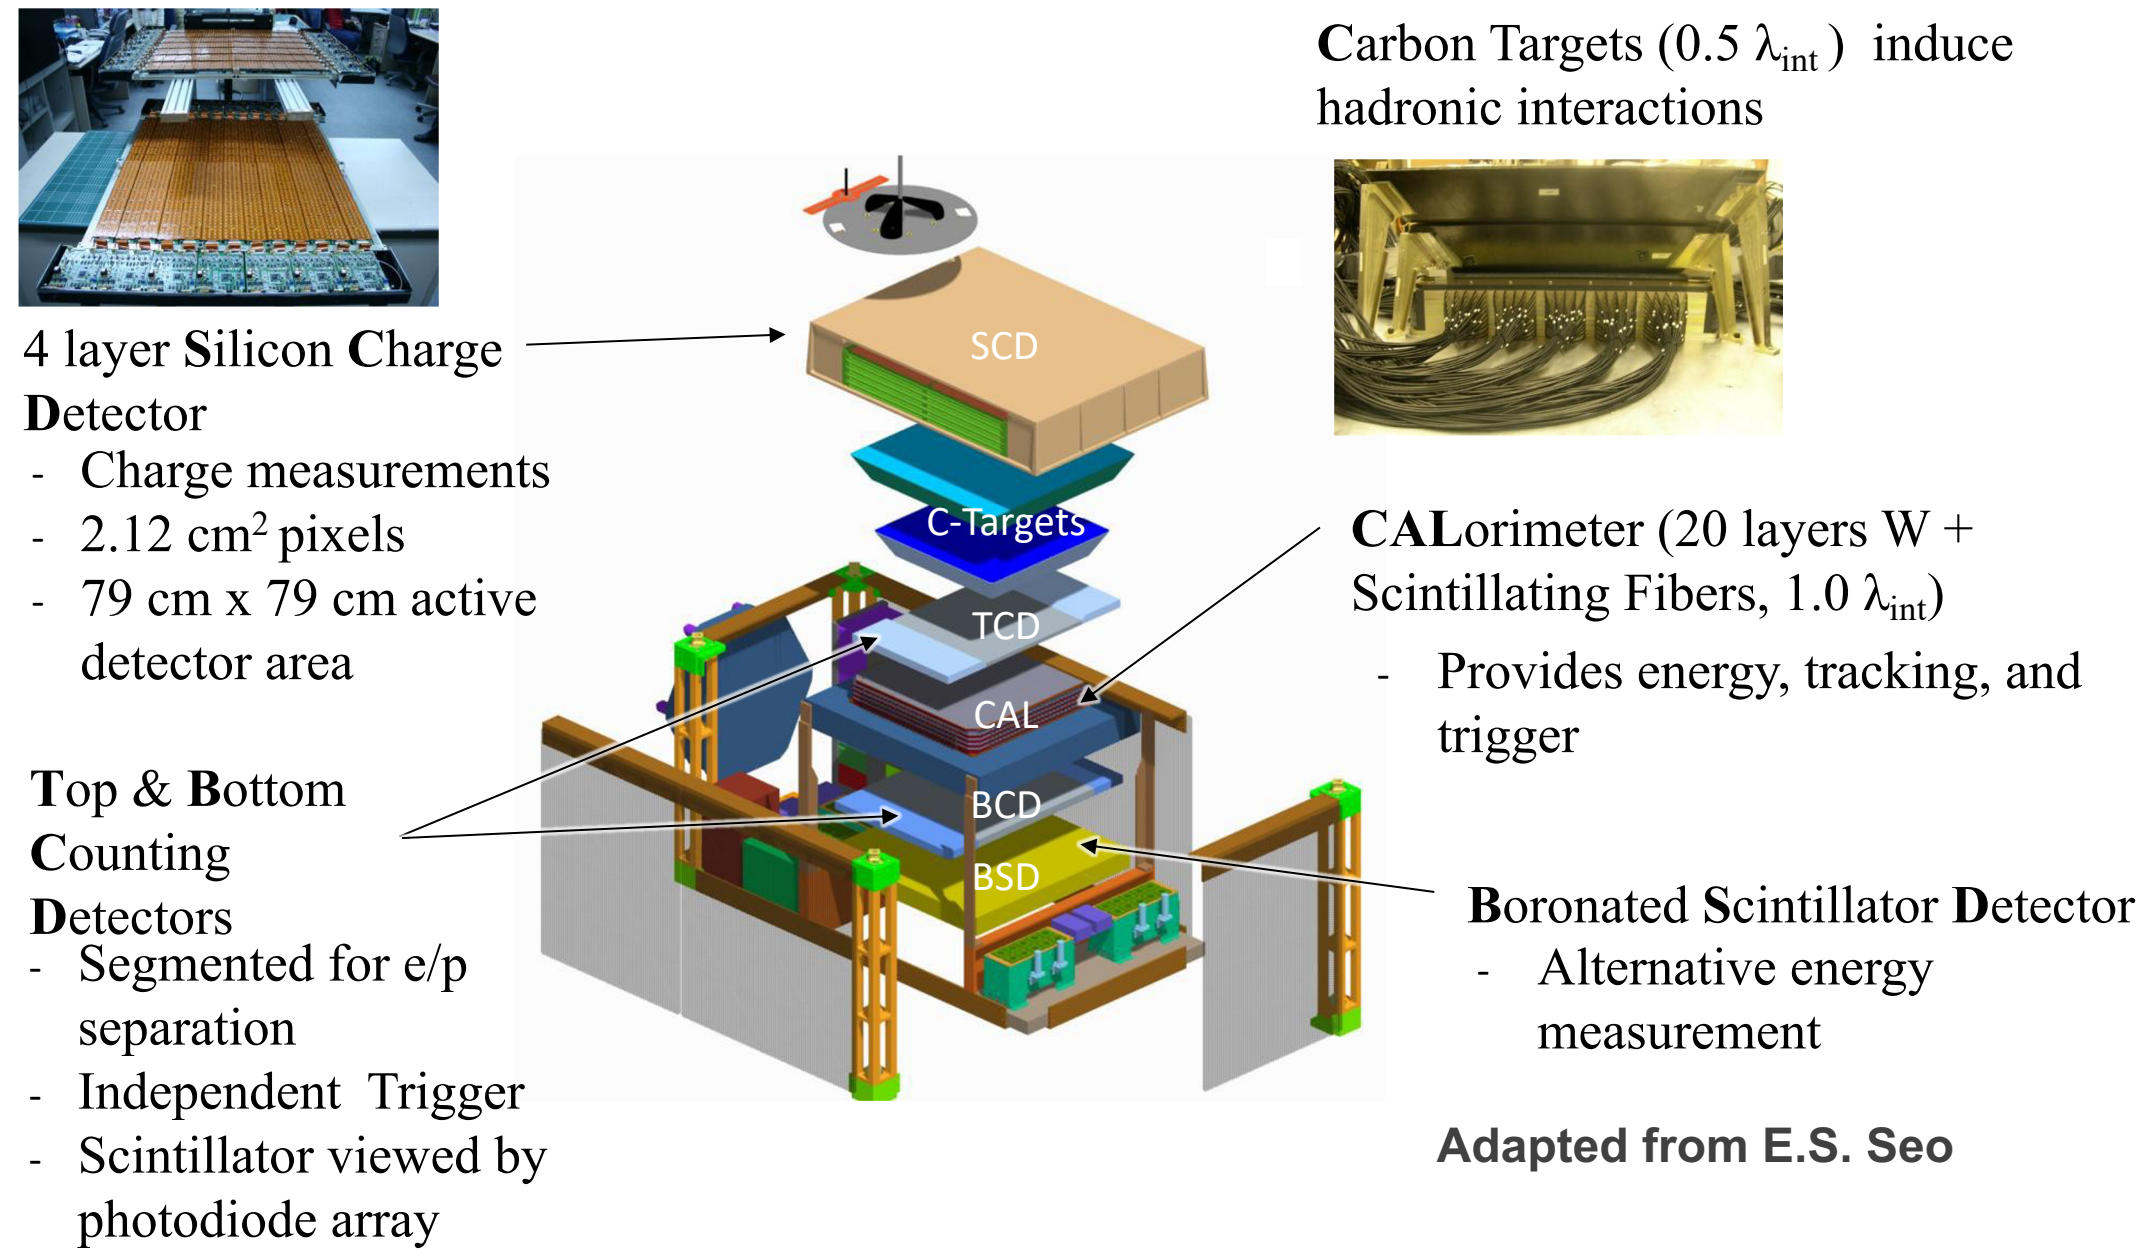 Carbon Targets (0.5 λint )  induce
hadronic interactions
4 layer Silicon Charge
Detector
- Charge measurements
- 2.12 cm2 pixels
- 79 cm x 79 cm active
detector area
Top & Bottom
Counting
Detectors
- Segmented for e/p
separation
- Independent  Trigger
- Scintillator viewed by
photodiode array
SCD
C-Targets
TCD
CAL
BCD
BSD
CALorimeter (20 layers W +
Scintillating Fibers, 1.0 λint)
- Provides energy, tracking, and
trigger
Boronated Scintillator Detector
- Alternative energy
measurement
Adapted from E.S. Seo